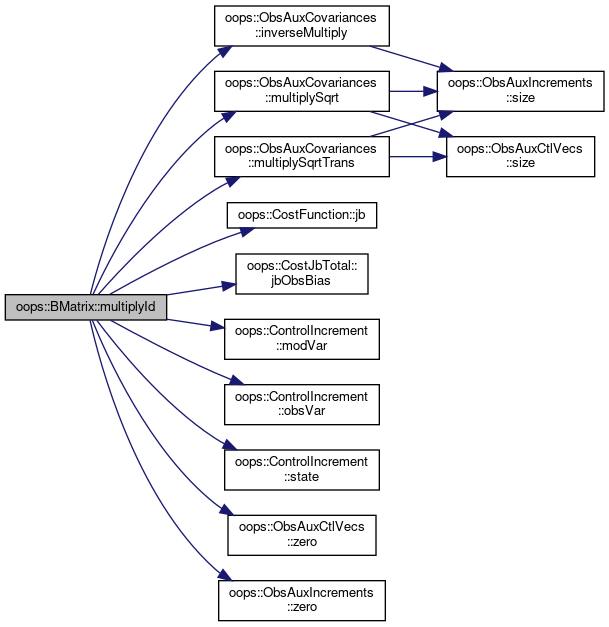 oops::BMatrix::multiplyId
oops::ObsAuxCovariances
::inverseMultiply
oops::ObsAuxCovariances
::multiplySqrt
oops::ObsAuxCovariances
::multiplySqrtTrans
oops::CostFunction::jb
oops::CostJbTotal::
jbObsBias
oops::ControlIncrement
::modVar
oops::ControlIncrement
::obsVar
oops::ControlIncrement
::state
oops::ObsAuxCtlVecs
::zero
oops::ObsAuxIncrements
::zero
oops::ObsAuxIncrements
::size
oops::ObsAuxCtlVecs
::size